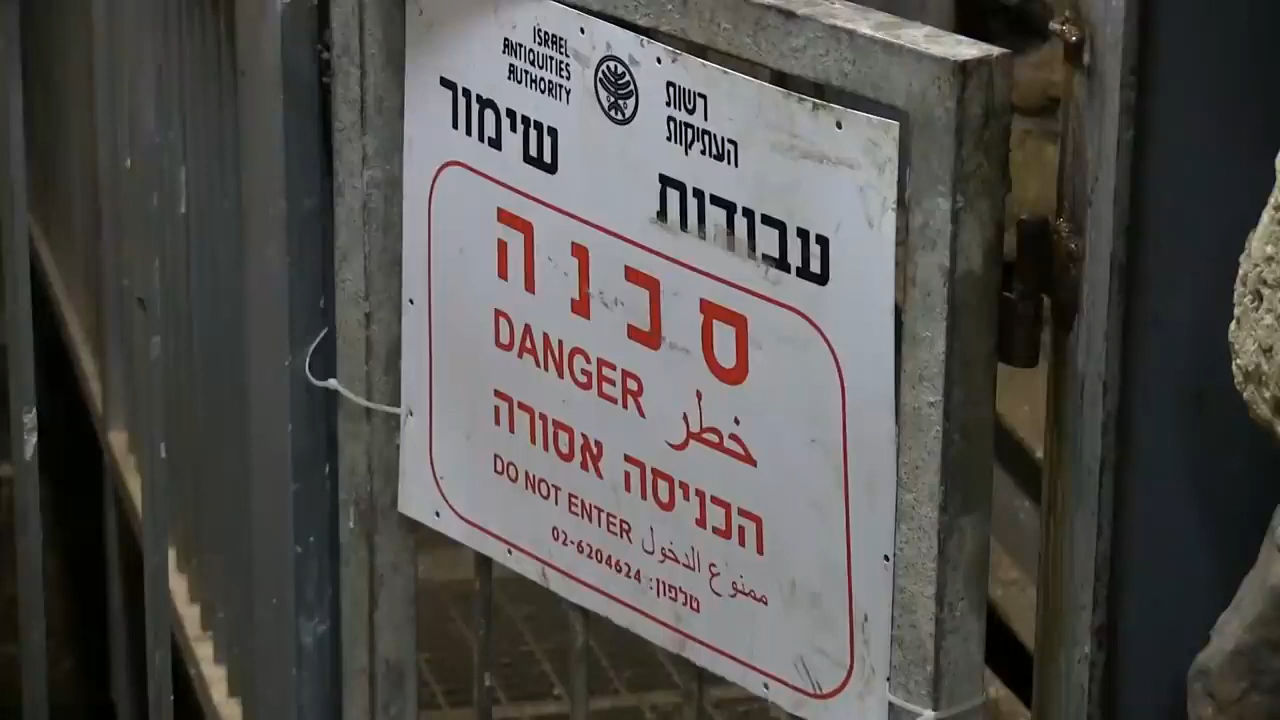 ISRAEL
ANTIQUITIES
AUTHORITY
רשות
העתיקות
עבודות שימור
סכנה
DANGER خطر
הכניסה אסורה
DO NOT ENTER ممنوع الدخول
טלפון: 02-6204624